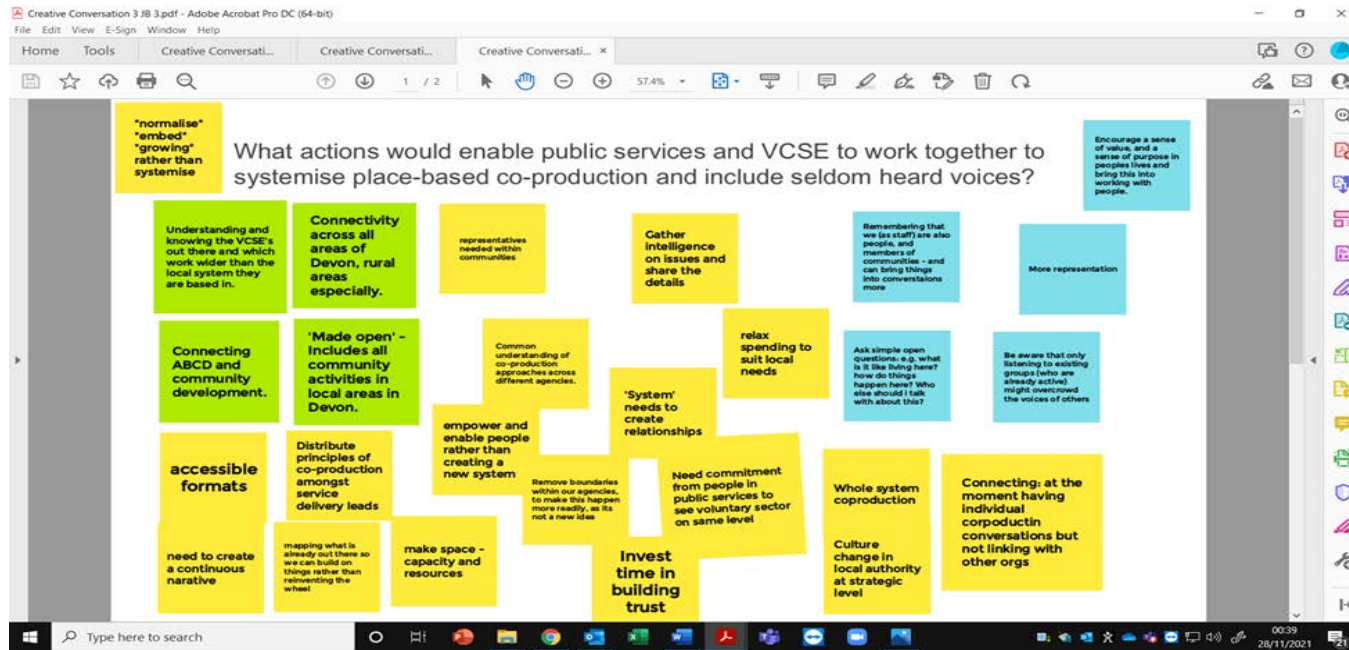 Creative Conversation 3 JB 3.pdf - Adobe Acrobat Pro DC (64-bit)
File Edit View E-Sign Window Help
Home Tools Creative Conversati... Creative Conversati... Creative Conversati... ×
1 / 2 57.4%
"normalise"
"embed"
"growing"
rather than
systemise
What actions would enable public services and VCSE to work together to
systemise place-based co-production and include seldom heard voices?
Encourage a sense
of value, and a
sense of purpose in
peoples lives and
bring this into
working with
people.
Understanding and
knowing the VCSE's
out there and which
work wider than the
local system they
are based in.
Connectivity
across all
areas of
Devon, rural
areas
especially.
representatives
needed within
communities
Gather
intelligence
on issues and
share the
details
Remembering that
we (as staff) are also
people, and
members of
communities - and
can bring things
into converstaions
more
More representation
Connecting
ABCD and
community
development.
'Made open' -
Includes all
community
activities in
local areas in
Devon.
Common
understanding of
co-production
approaches across
different agencies.
relax
spending to
suit local
needs
Ask simple open
questions: e.g. what
is it like living here?
how do things
happen here? Who
else should I talk
with about this?
Be aware that only
listening to existing
groups (who are
already active)
might overcrowd
the voices of others
'System'
needs to
create
relationships
empower and
enable people
rather than
creating a
new system
accessible
formats
Distribute
principles of
co-production
amongst
service
delivery leads
Remove boundaries
within our agencies,
to make this happen
more readily, as its
not a new idea
Need commitment
from people in
public services to
see voluntary sector
on same level
Whole system
coproduction
Connecting: at the
moment having
individual
corpoductin
conversations but
not linking with
other orgs
need to create
a continuous
narative
mapping what is
already out there so
we can build on
things rather than
reinventing the
wheel
make space -
capacity and
resources
Invest
time in
building
trust
Culture
change in
local authority
at strategic
level
Type here to search
00:39
28/11/2021
21